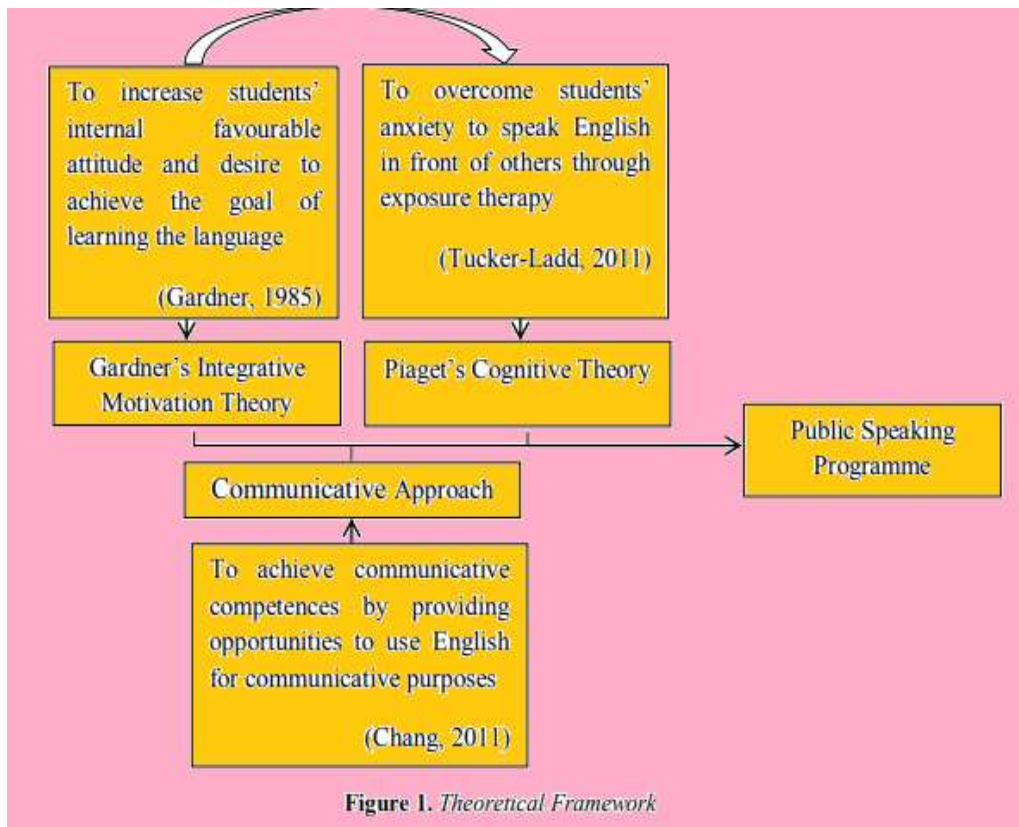 To increase students'
internal favourable
attitude and desire to
achieve the goal of
learning the language
(Gardner, 1985)
To overcome students'
anxiety to speak English
in front of others through
exposure therapy
(Tucker-Ladd, 2011)
Gardner's Integrative
Motivation Theory
Piaget's Cognitive Theory
Public Speaking
Programme
Communicative Approach
To achieve communicative
competences by providing
opportunities to use English
for communicative purposes
(Chang, 2011)
Figure 1. Theoretical Framework